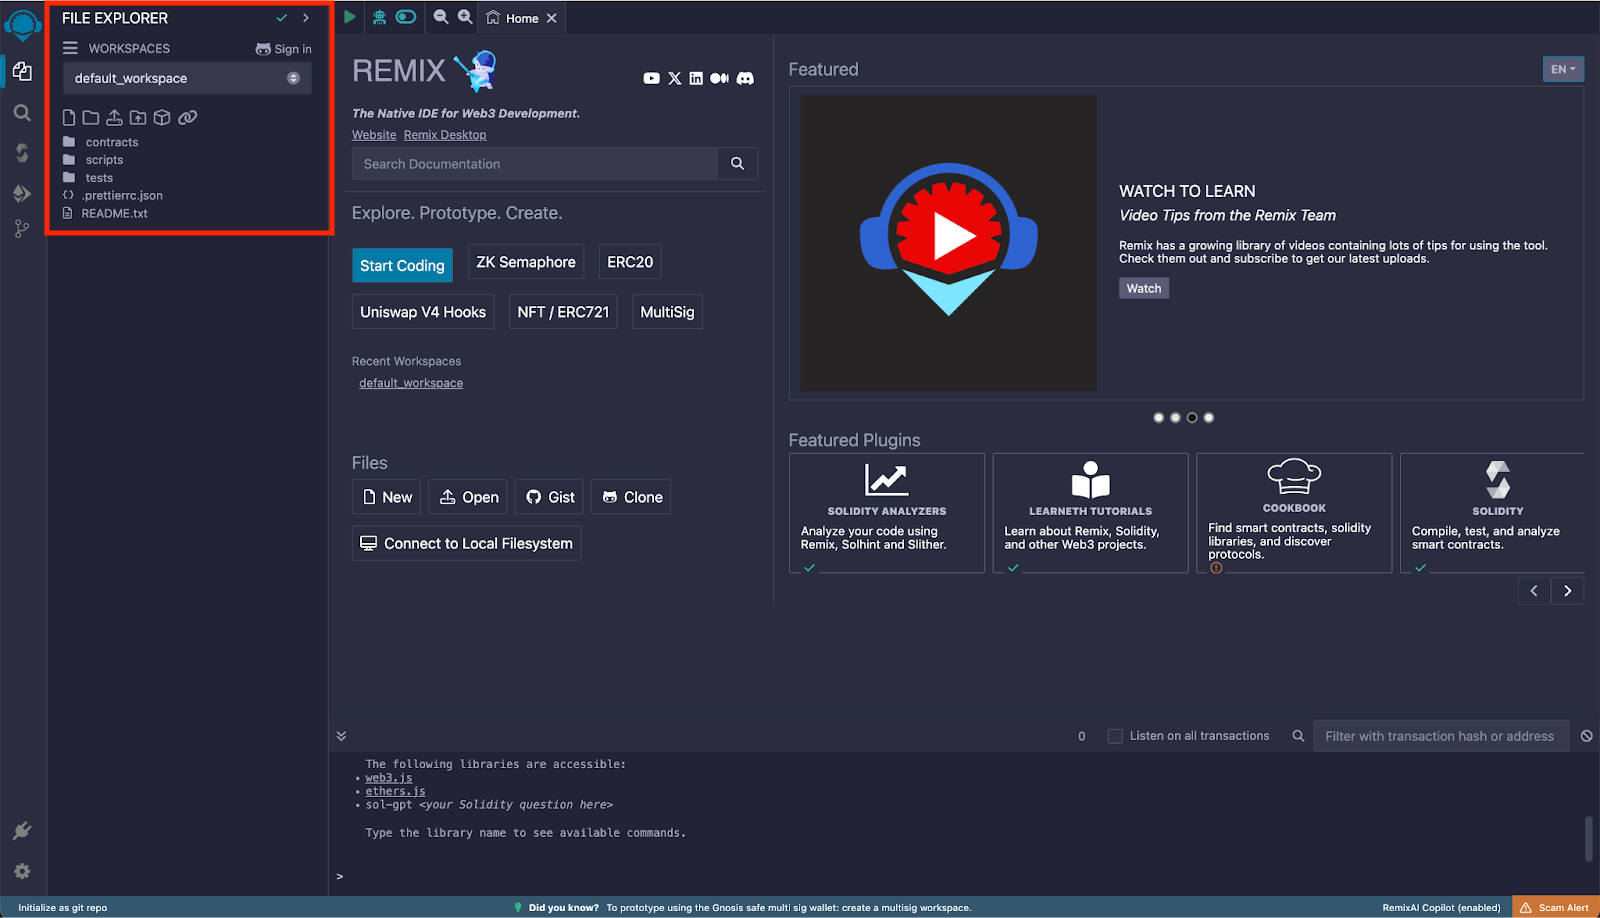 FILE EXPLORER
WORKSPACES
Sign in
default_workspace
contracts
scripts
tests
.prettierrc.json
README.txt
Home
REMIX
The Native IDE for Web3 Development.
Website Remix Desktop
Search Documentation
Explore. Prototype. Create.
Start Coding
ZK Semaphore
ERC20
Uniswap V4 Hooks
NFT / ERC721
MultiSig
Recent Workspaces
default_workspace
Files
New
Open
Gist
Clone
Connect to Local Filesystem
Featured
EN
WATCH TO LEARN
Video Tips from the Remix Team
Remix has a growing library of videos containing lots of tips for using the tool.
Check them out and subscribe to get our latest uploads.
Watch
Featured Plugins
SOLIDITY ANALYZERS
Analyze your code using
Remix, Solhint and Slither.
LEARNETH TUTORIALS
Learn about Remix, Solidity,
and other Web3 projects.
COOKBOOK
Find smart contracts, solidity
libraries, and discover
protocols.
SOLIDITY
Compile, test, and analyze
smart contracts.
0
Listen on all transactions
Filter with transaction hash or address
The following libraries are accessible:
• web3.js
• ethers.js
• sol-gpt <your Solidity question here>
Type the library name to see available commands.
>
Initialize as git repo
Did you know? To prototype using the Gnosis safe multi sig wallet: create a multisig workspace.
RemixAI Copilot (enabled)
Scam Alert